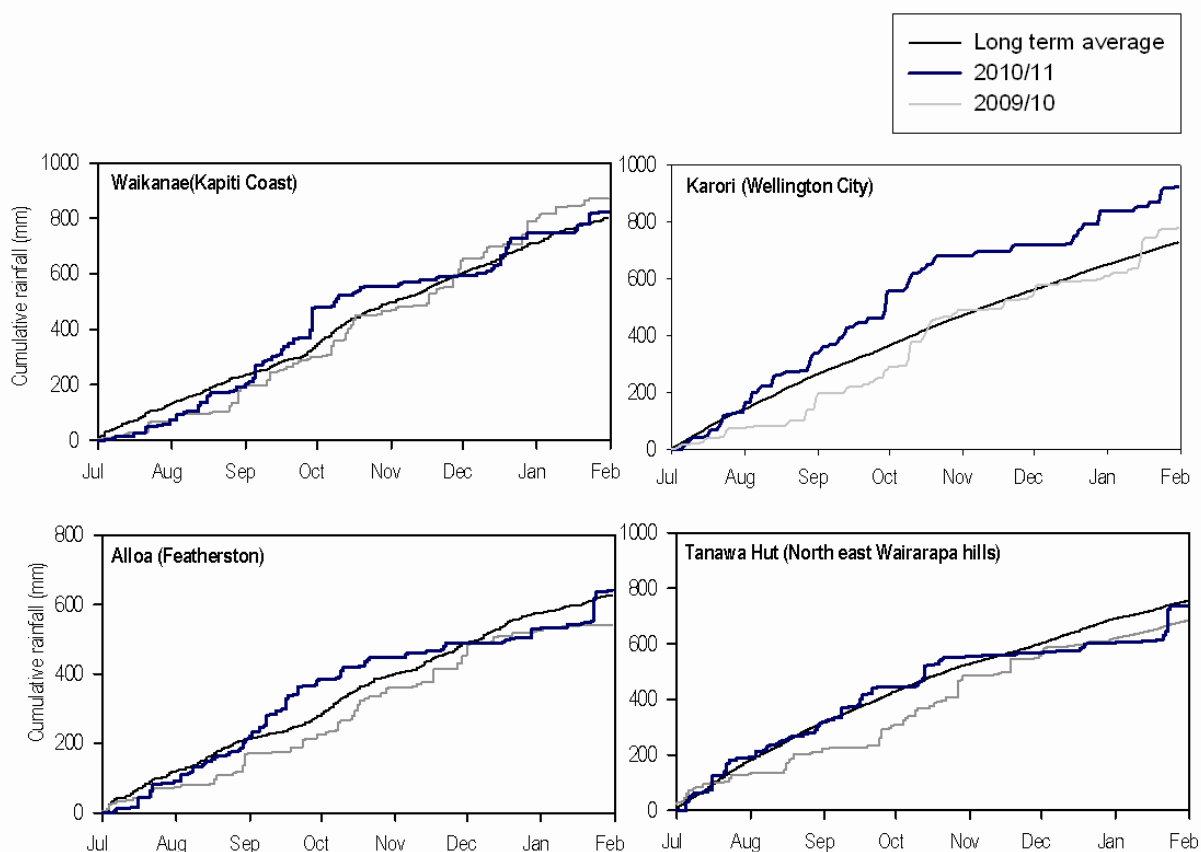 Long term average
2010/11
2009/10
Waikanae(Kapiti Coast)
Cumulative rainfall (mm)
1000
800
600
400
200
0
Jul Aug Sep Oct Nov Dec Jan Feb
Karori (Wellington City)
1000
800
600
400
200
0
Jul Aug Sep Oct Nov Dec Jan Feb
Alloa (Featherston)
Cumulative rainfall (mm)
800
600
400
200
0
Jul Aug Sep Oct Nov Dec Jan Feb
Tanawa Hut (North east Wairarapa hills)
1000
800
600
400
200
0
Jul Aug Sep Oct Nov Dec Jan Feb